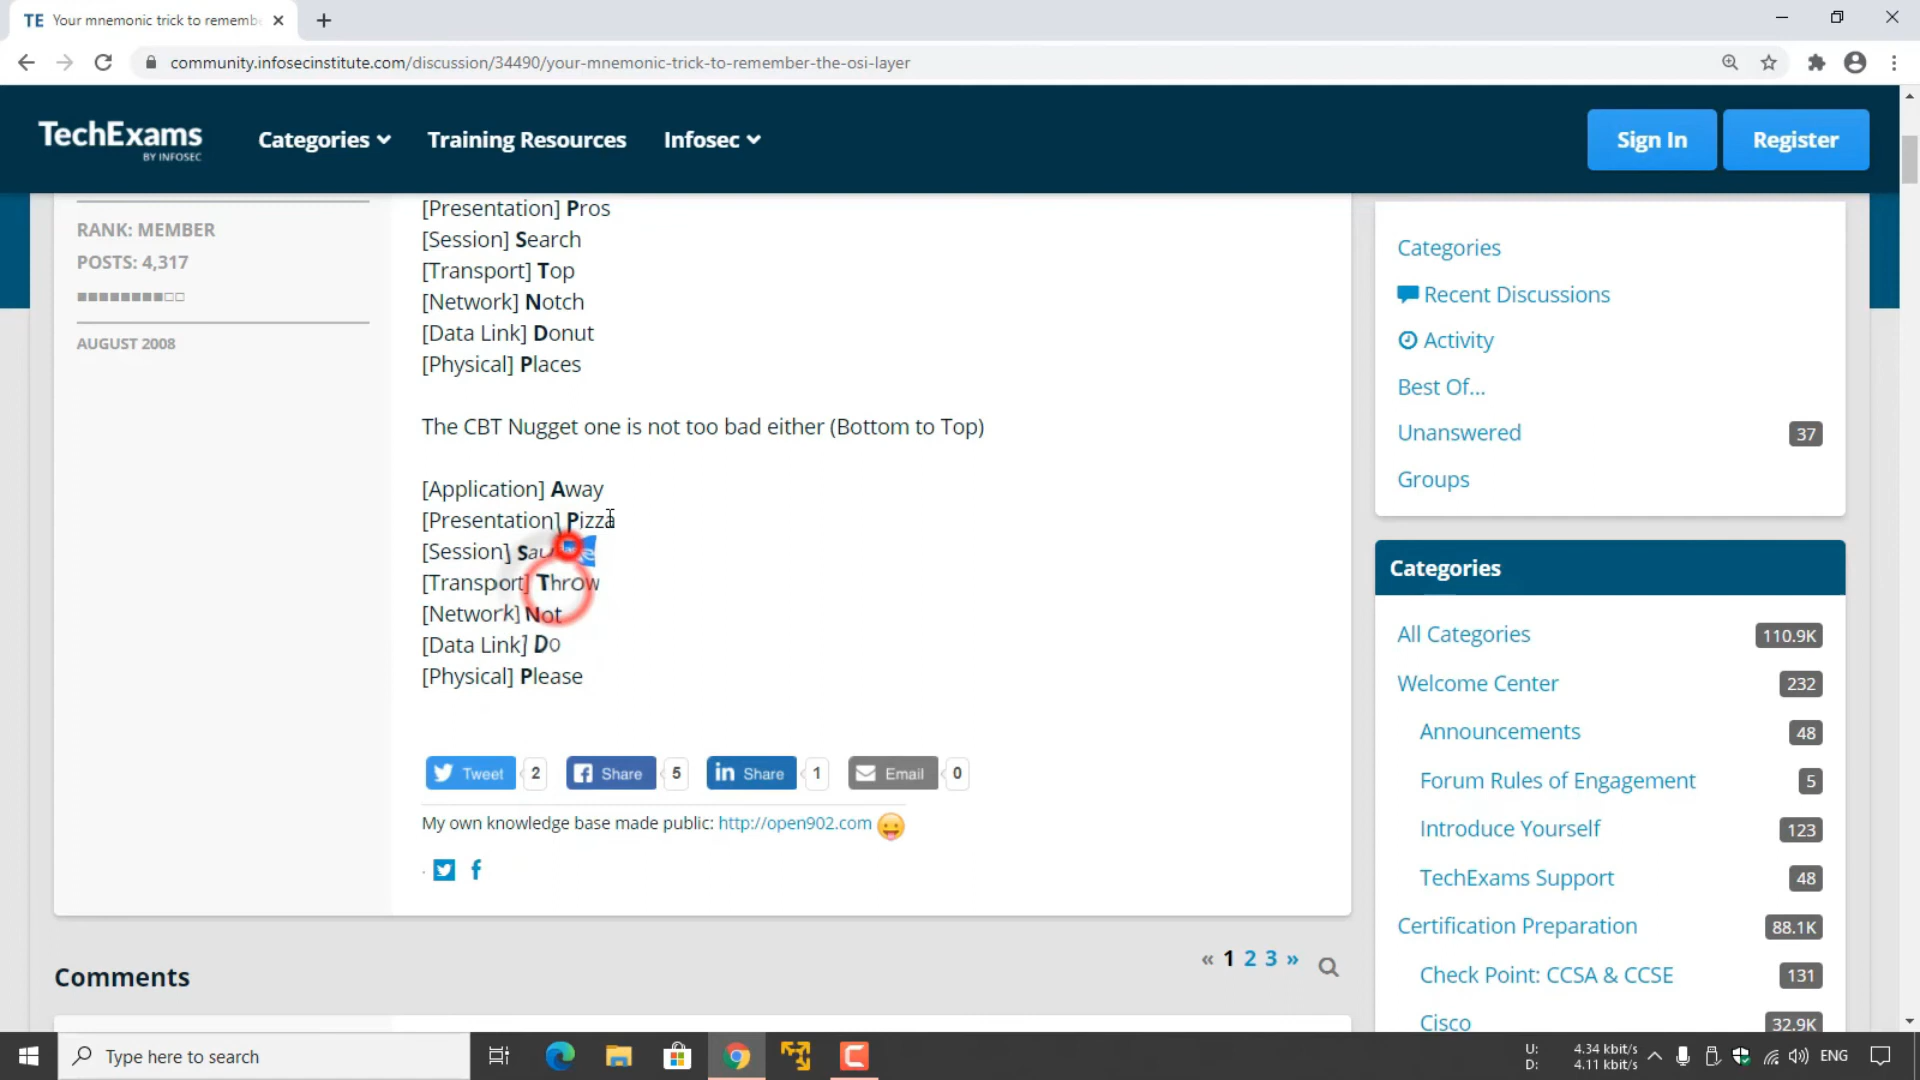 TE Your mnemonic trick to rememb
community.infosecinstitute.com/discussion/34490/your-mnemonic-trick-to-remember-the-osi-layer
TechExams
BY INFOSEC
Categories
Training Resources
Infosec
Sign In
Register
RANK: MEMBER
POSTS: 4,317
AUGUST 2008
[Presentation] Pros
[Session] Search
[Transport] Top
[Network] Notch
[Data Link] Donut
[Physical] Places
The CBT Nugget one is not too bad either (Bottom to Top)
[Application] Away
[Presentation] Pizza
[Session]
[Transport] Throw
[Network] Not
[Data Link] Do
[Physical] Please
Tweet 2
Share 5
in Share 1
Email 0
My own knowledge base made public: http://open902.com
Comments
« 1 2 3 »
Categories
Recent Discussions
Activity
Best Of...
Unanswered 37
Groups
Categories
All Categories 110.9K
Welcome Center 232
Announcements 48
Forum Rules of Engagement 5
Introduce Yourself 123
TechExams Support 48
Certification Preparation 88.1K
Check Point: CCSA & CCSE 131
Cisco 32.9K
Type here to search
U: 4.34 kbit/s
D: 4.11 kbit/s
ENG